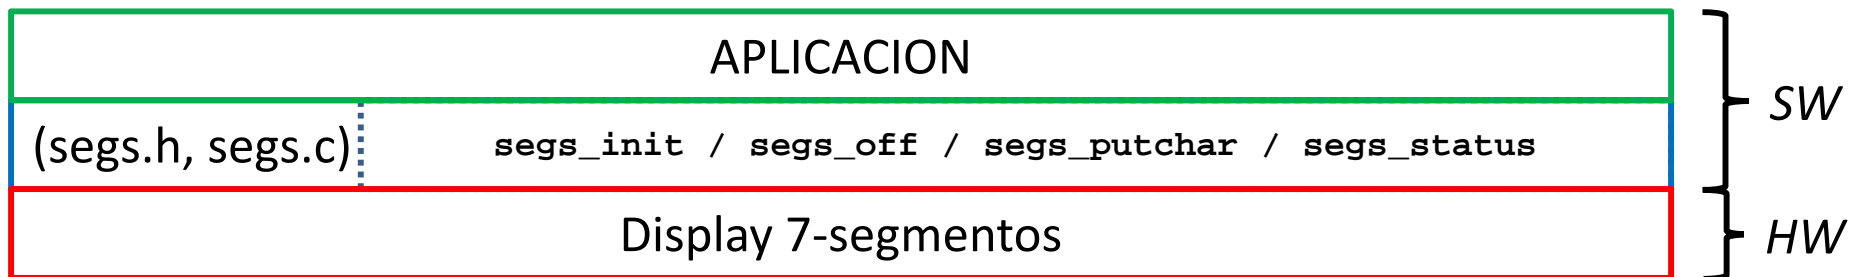 APLICACION
SW
(segs.h, segs.c) segs_init / segs_off / segs_putchar / segs_status
Display 7-segmentos
HW